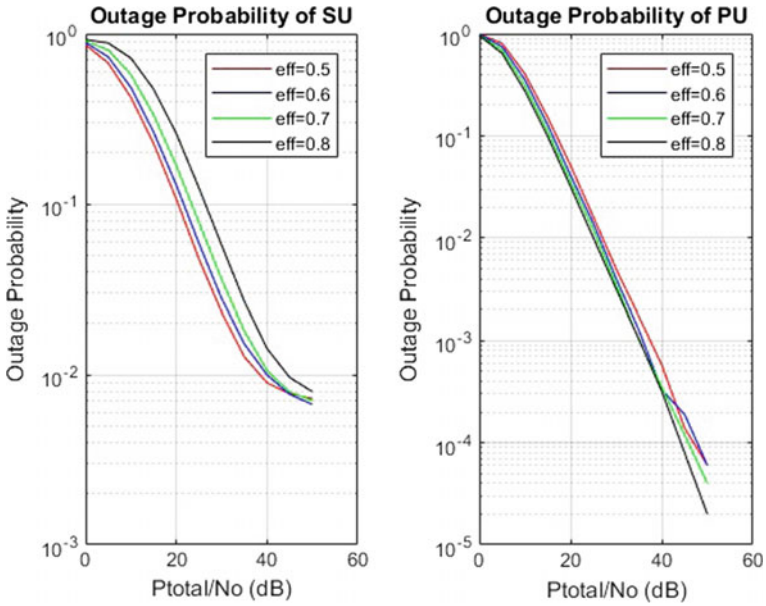 Outage Probability of SU
Outage Probability
10^0
10^-1
10^-2
10^-3
0
20
40
60
Ptotal/No (dB)
eff=0.5
eff=0.6
eff=0.7
eff=0.8
Outage Probability of PU
Outage Probability
10^0
10^-1
10^-2
10^-3
10^-4
10^-5
0
20
40
60
Ptotal/No (dB)
eff=0.5
eff=0.6
eff=0.7
eff=0.8